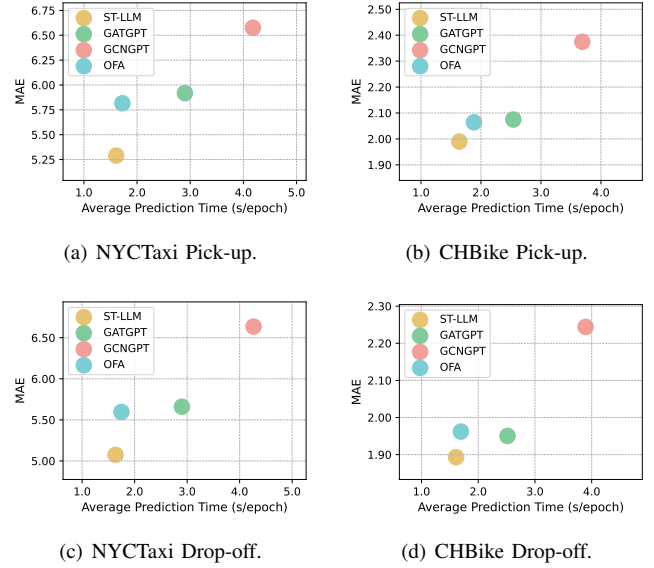 6.75
6.50
6.25
6.00
5.75
5.50
5.25
MAE
ST-LLM
GATGPT
GCNGPT
OFA
1.0 2.0 3.0 4.0 5.0
Average Prediction Time (s/epoch)
(a) NYCTaxi Pick-up.
2.50
2.40
2.30
2.20
2.10
2.00
1.90
MAE
ST-LLM
GATGPT
GCNGPT
OFA
1.0 2.0 3.0 4.0
Average Prediction Time (s/epoch)
(b) CHBike Pick-up.
6.50
6.00
5.50
5.00
MAE
ST-LLM
GATGPT
GCNGPT
OFA
1.0 2.0 3.0 4.0 5.0
Average Prediction Time (s/epoch)
(c) NYCTaxi Drop-off.
2.30
2.20
2.10
2.00
1.90
MAE
ST-LLM
GATGPT
GCNGPT
OFA
1.0 2.0 3.0 4.0
Average Prediction Time (s/epoch)
(d) CHBike Drop-off.